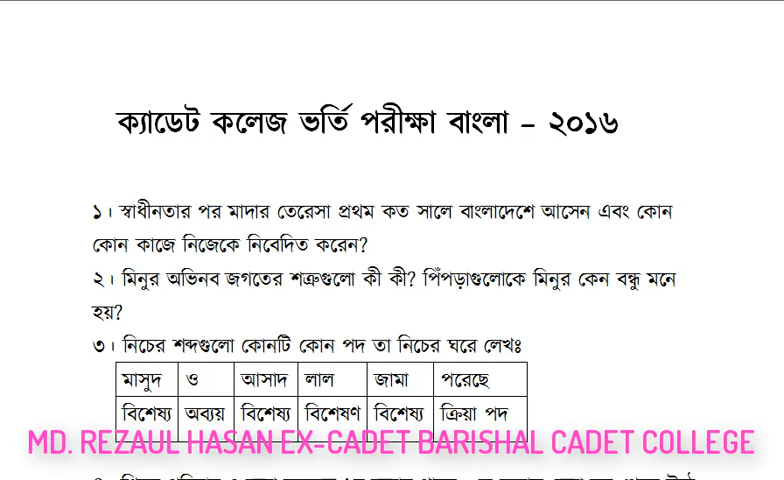 ক্যাডেট কলেজ ভর্তি পরীক্ষা বাংলা – ২০১৬
১। স্বাধীনতার পর মাদার তেরেসা প্রথম কত সালে বাংলাদেশে আসেন এবং কোন
কোন কাজে নিজেকে নিবেদিত করেন?
২। মিনুর অভিনব জগতের শত্রুগুলো কী কী? পিঁপড়াগুলোকে মিনুর কেন বন্ধু মনে
হয়?
৩। নিচের শব্দগুলো কোনটি কোন পদ তা নিচের ঘরে লেখঃ
মাসুদ ও আসাদ লাল জামা পরেছে
বিশেষ্য অব্যয় বিশেষ্য বিশেষণ বিশেষ্য ক্রিয়া পদ
MD. REZAUL HASAN EX-CADET BARISHAL CADET COLLEGE